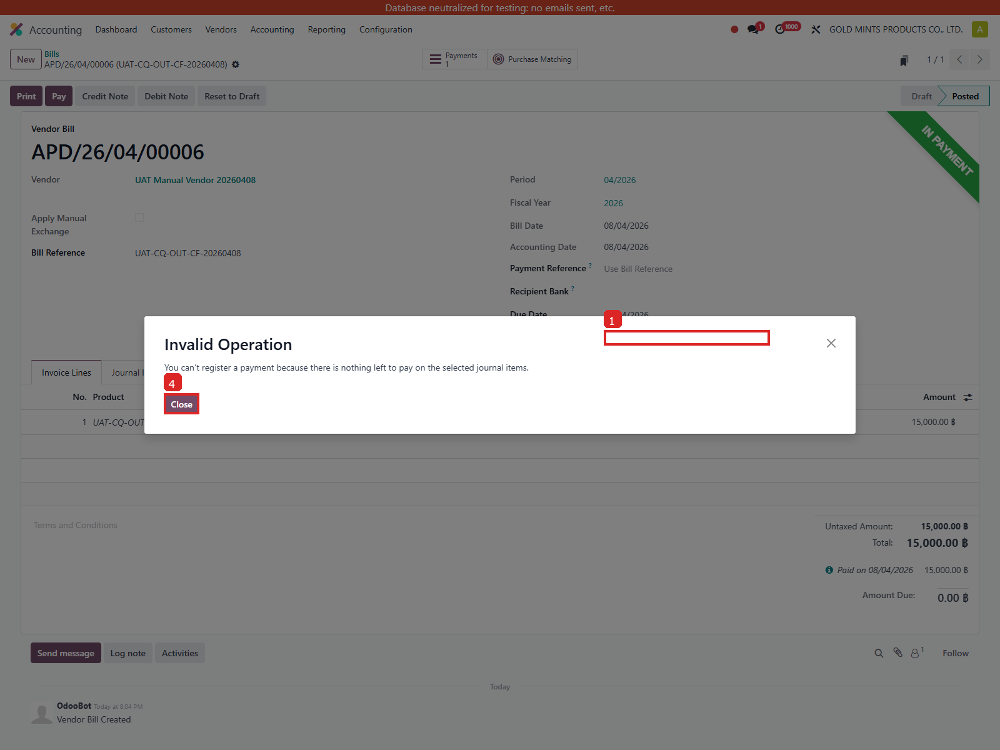 Database neutralized for testing: no emails sent, etc.
Accounting Dashboard Customers Vendors Accounting Reporting Configuration 1 1000 GOLD MINTS PRODUCTS CO., LTD. A
New Bills
APD/26/04/00006 (UAT-CQ-OUT-CF-20260408)
Payments
1
Purchase Matching
1 / 1
Print Pay Credit Note Debit Note Reset to Draft Draft Posted
IN PAYMENT
Vendor Bill
APD/26/04/00006
Vendor UAT Manual Vendor 20260408
Period 04/2026
Fiscal Year 2026
Apply Manual
Exchange
Bill Date 08/04/2026
Accounting Date 08/04/2026
Bill Reference UAT-CQ-OUT-CF-20260408
Payment Reference ? Use Bill Reference
Recipient Bank ?
Due Date 4/2026
1
Invalid Operation
You can't register a payment because there is nothing left to pay on the selected journal items.
4
Close
Invoice Lines Journal
No. Product Amount
1 UAT-CQ-OUT 15,000.00 ฿
Terms and Conditions
Untaxed Amount: 15,000.00 ฿
Total: 15,000.00 ฿
Paid on 08/04/2026 15,000.00 ฿
Amount Due: 0.00 ฿
Send message Log note Activities 1 Follow
Today
OdooBot Today at 8:04 PM
Vendor Bill Created